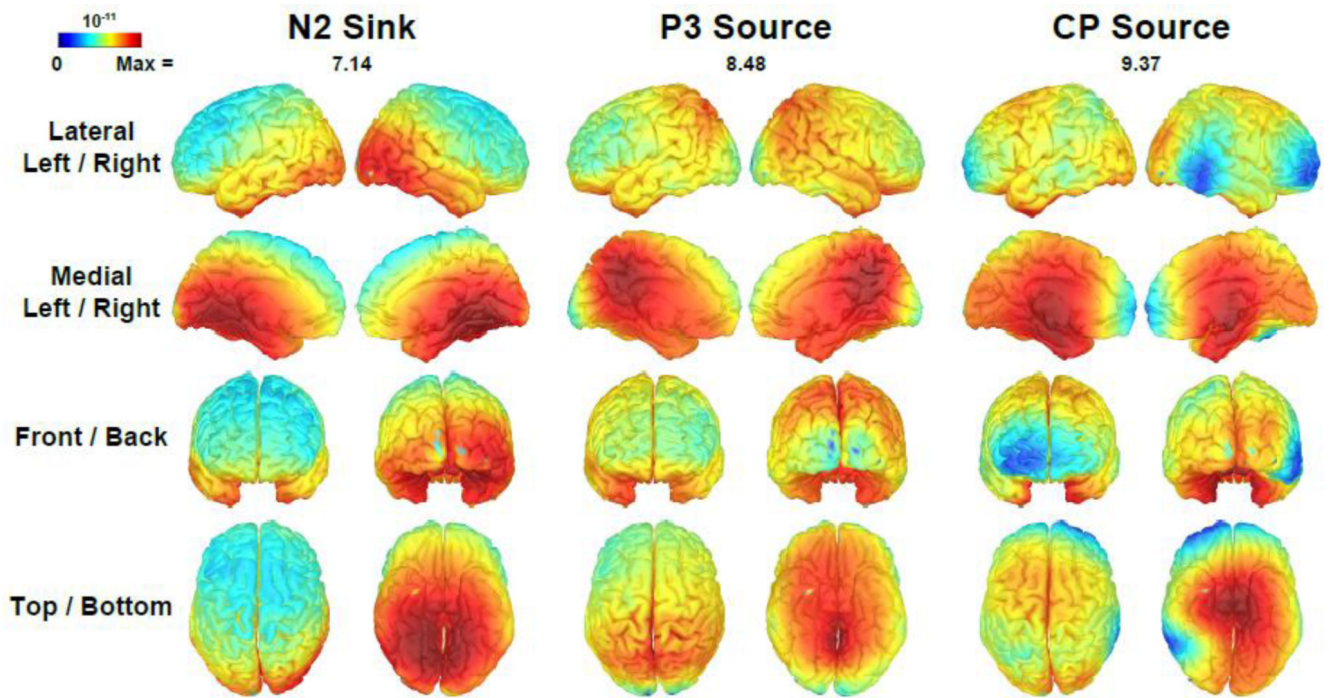 10⁻¹¹
0 Max =
N2 Sink
7.14
P3 Source
8.48
CP Source
9.37
Lateral
Left / Right
Medial
Left / Right
Front / Back
Top / Bottom